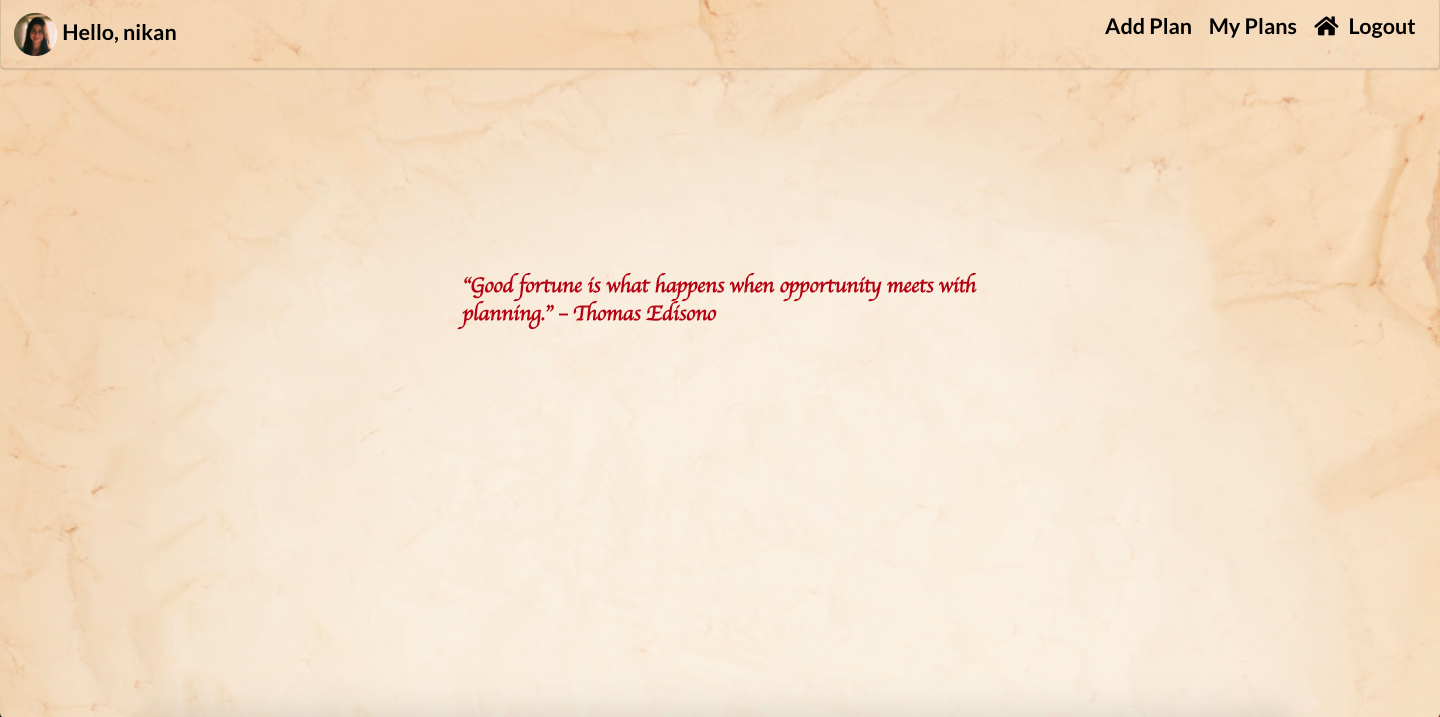 Hello, nikan
Add Plan My Plans Logout
“Good fortune is what happens when opportunity meets with
planning.” – Thomas Edisono